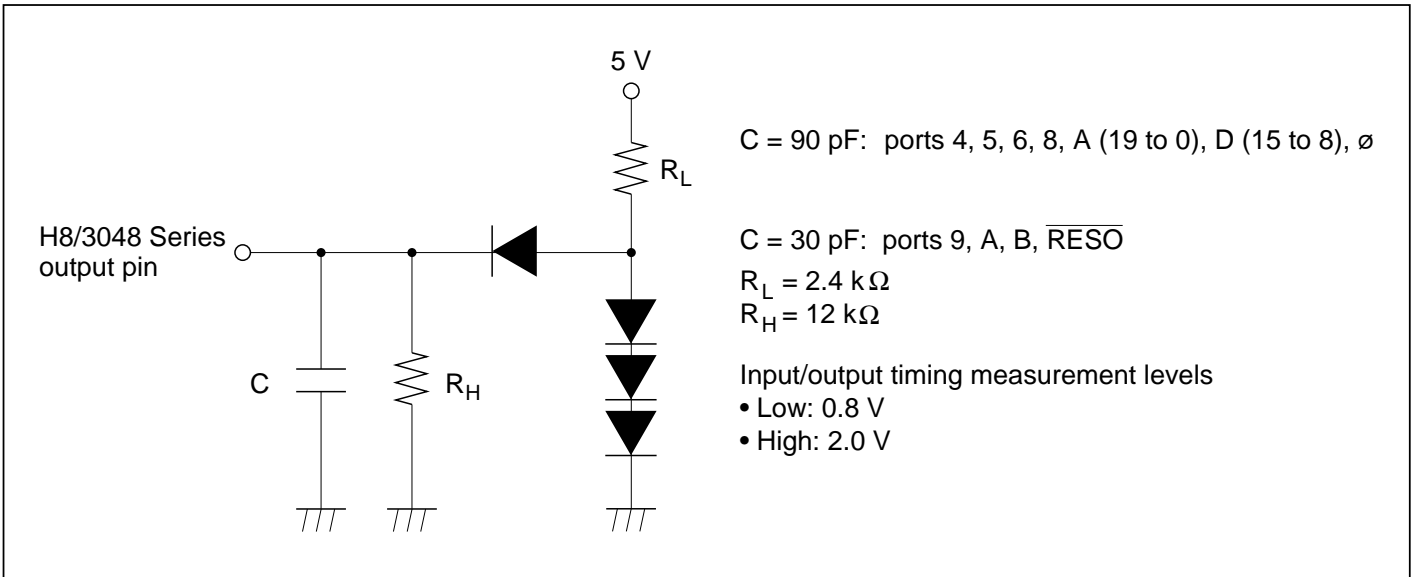 5 V
R_L
H8/3048 Series
output pin
C
R_H
C = 90 pF: ports 4, 5, 6, 8, A (19 to 0), D (15 to 8), ø
C = 30 pF: ports 9, A, B, R̅E̅S̅O̅
R_L = 2.4 kΩ
R_H = 12 kΩ
Input/output timing measurement levels
• Low: 0.8 V
• High: 2.0 V